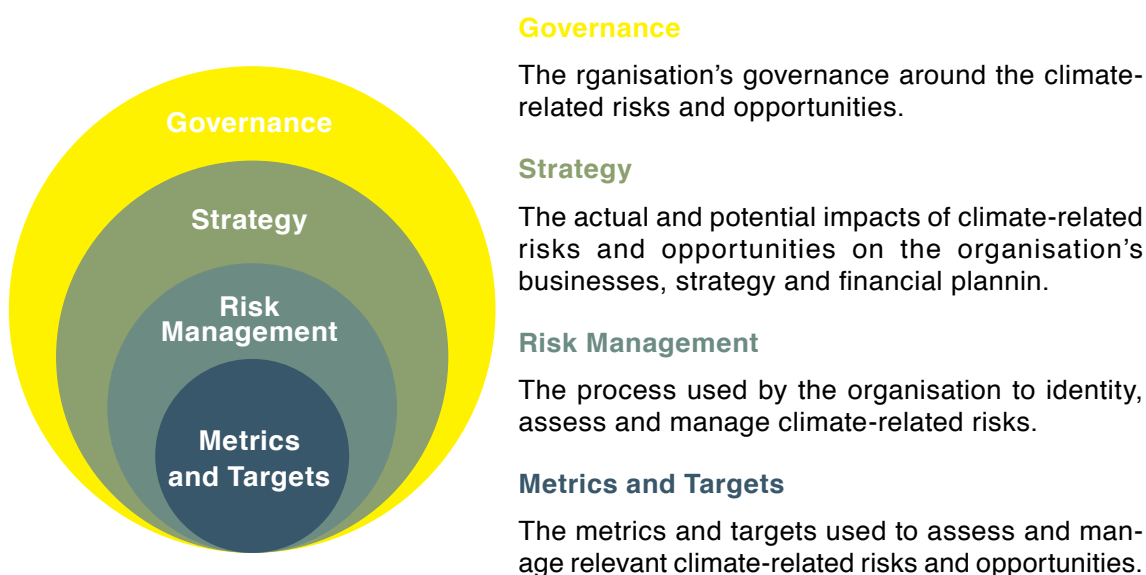 Governance
Strategy
Risk
Management
Metrics
and Targets
Governance
The rganisation’s governance around the climate-
related risks and opportunities.
Strategy
The actual and potential impacts of climate-related
risks and opportunities on the organisation’s
businesses, strategy and financial plannin.
Risk Management
The process used by the organisation to identity,
assess and manage climate-related risks.
Metrics and Targets
The metrics and targets used to assess and man-
age relevant climate-related risks and opportunities.